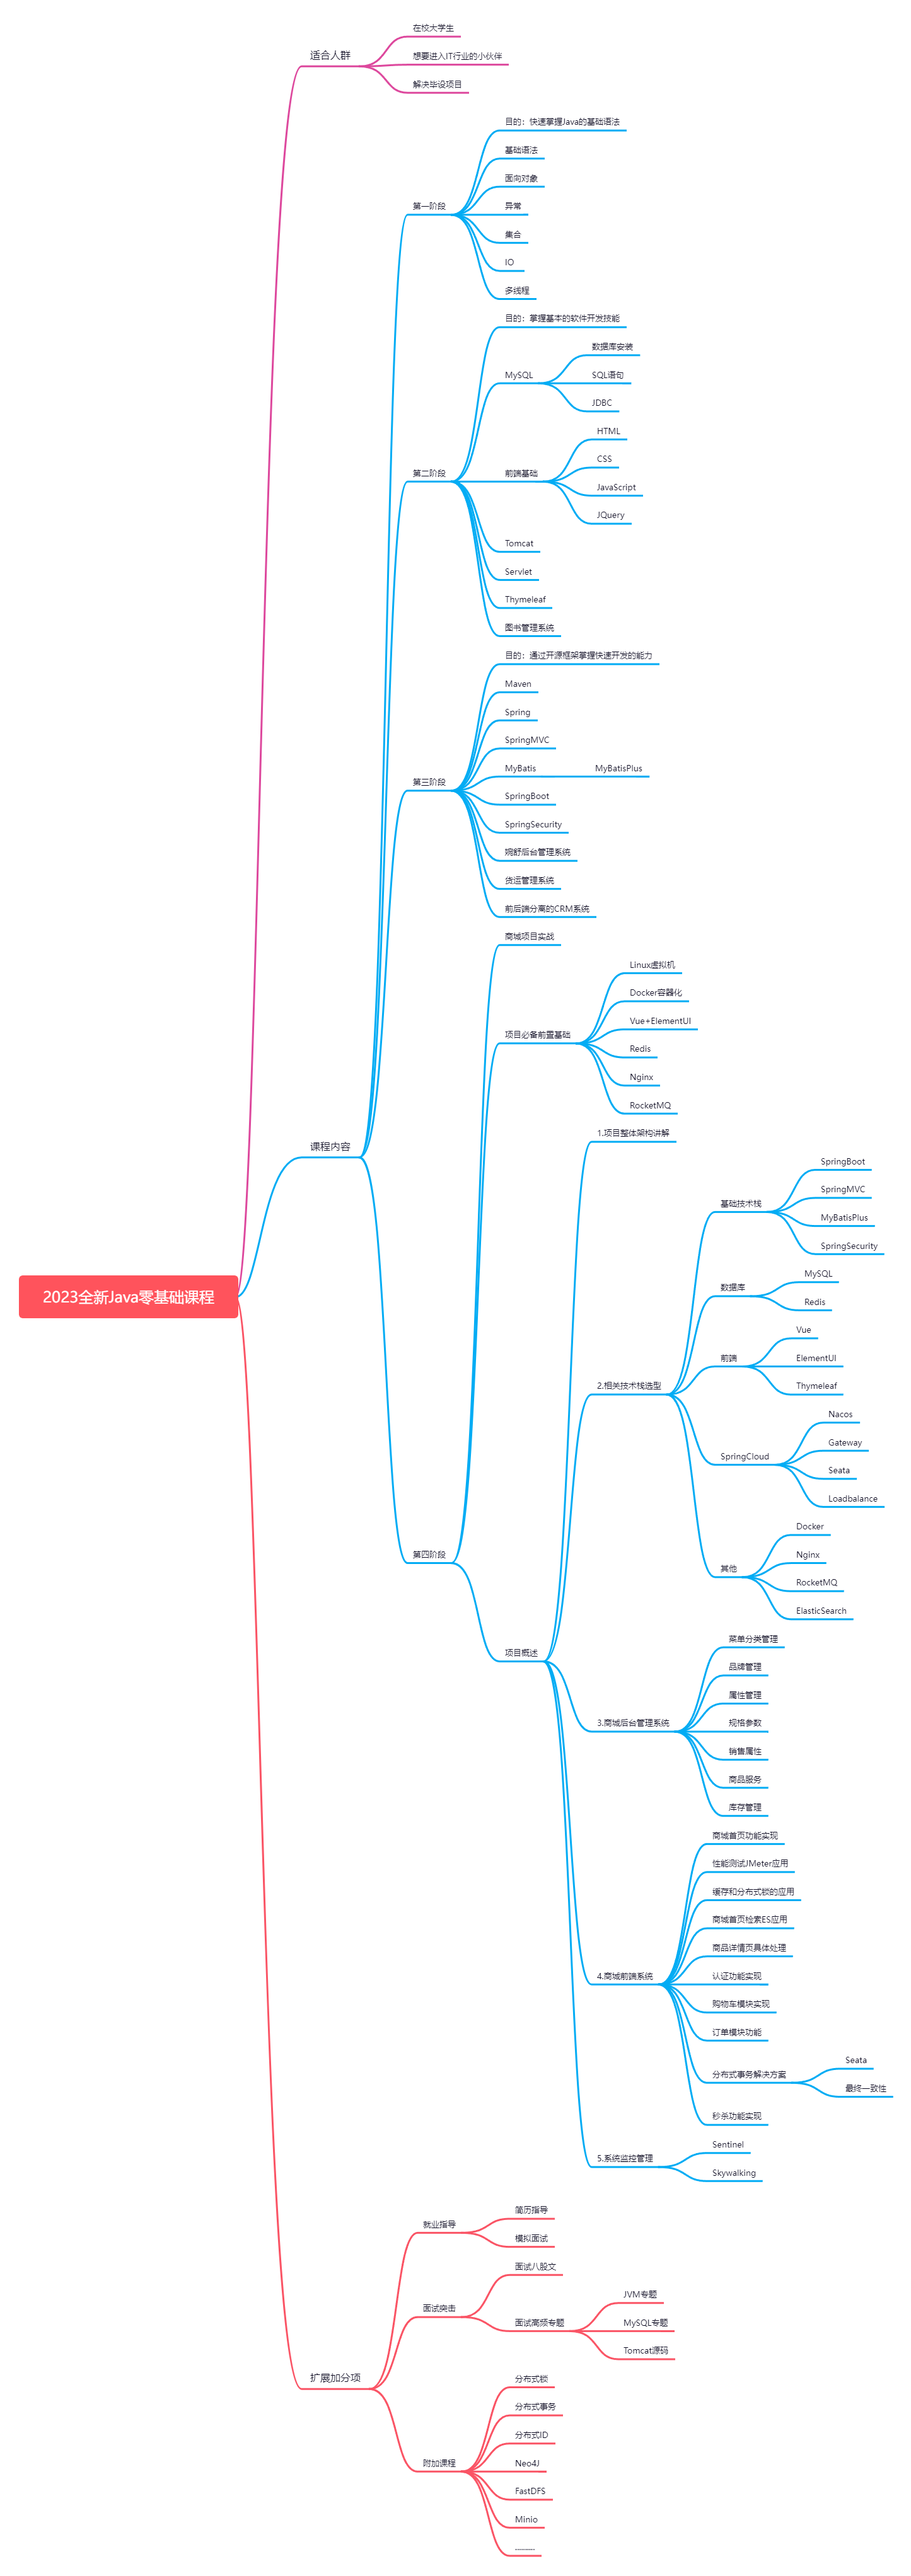 在校大学生
适合人群
想要进入IT行业的小伙伴
解决毕设项目
目的：快速掌握Java的基础语法
基础语法
面向对象
第一阶段
异常
集合
IO
多线程
目的：掌握基本的软件开发技能
数据库安装
MySQL
SQL语句
JDBC
HTML
CSS
第二阶段
前端基础
JavaScript
JQuery
Tomcat
Servlet
Thymeleaf
图书管理系统
目的：通过开源框架掌握快速开发的能力
Maven
Spring
SpringMVC
第三阶段
MyBatis
MyBatisPlus
SpringBoot
SpringSecurity
婉舒后台管理系统
货运管理系统
前后端分离的CRM系统
商城项目实战
Linux虚拟机
Docker容器化
Vue+ElementUI
项目必备前置基础
Redis
Nginx
RocketMQ
1.项目整体架构讲解
课程内容
SpringBoot
SpringMVC
基础技术栈
MyBatisPlus
SpringSecurity
MySQL
数据库
Redis
2023全新Java零基础课程
Vue
前端
ElementUI
Thymeleaf
2.相关技术栈选型
Nacos
Gateway
SpringCloud
Seata
Loadbalance
Docker
第四阶段
Nginx
其他
RocketMQ
ElasticSearch
项目概述
菜单分类管理
品牌管理
属性管理
3.商城后台管理系统
规格参数
销售属性
商品服务
库存管理
商城首页功能实现
性能测试JMeter应用
缓存和分布式锁的应用
商城首页检索ES应用
商品详情页具体处理
4.商城前端系统
认证功能实现
购物车模块实现
订单模块功能
分布式事务解决方案
Seata
最终一致性
秒杀功能实现
5.系统监控管理
Sentinel
Skywalking
就业指导
简历指导
模拟面试
面试八股文
面试突击
面试高频专题
JVM专题
MySQL专题
Tomcat源码
扩展加分项
分布式锁
分布式事务
分布式ID
附加课程
Neo4J
FastDFS
Minio
.........